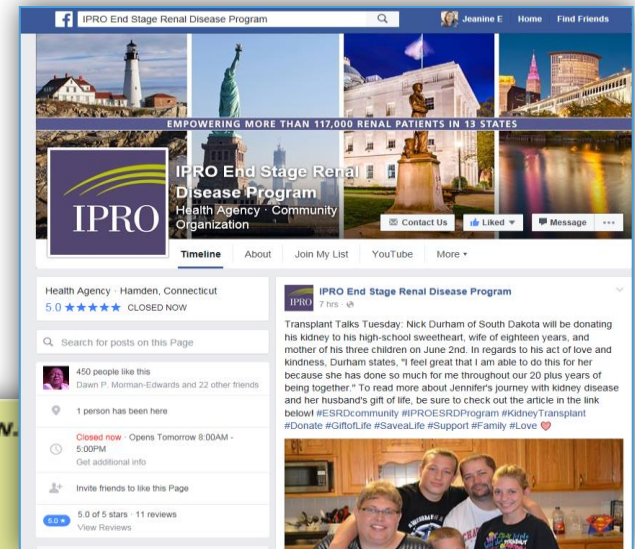 IPRO End Stage Renal Disease Program
Jeanine E Home Find Friends
EMPOWERING MORE THAN 117,000 RENAL PATIENTS IN 13 STATES
IPRO
IPRO End Stage Renal
Disease Program
Health Agency · Community
Organization
Contact Us Liked Message
Timeline About Join My List YouTube More
Health Agency · Hamden, Connecticut
5.0 ★★★★★ CLOSED NOW
Search for posts on this Page
450 people like this
Dawn P. Morman-Edwards and 22 other friends
1 person has been here
Closed now · Opens Tomorrow 8:00AM -
5:00PM
Get additional info
Invite friends to like this Page
5.0 ★ 5.0 of 5 stars · 11 reviews
View Reviews
IPRO
IPRO End Stage Renal Disease Program
7 hrs ·
Transplant Talks Tuesday: Nick Durham of South Dakota will be donating
his kidney to his high-school sweetheart, wife of eighteen years, and
mother of his three children on June 2nd. In regards to his act of love and
kindness, Durham states, "I feel great that I am able to do this for her
because she has done so much for me throughout our 20 plus years of
being together." To read more about Jennifer's journey with kidney disease
and her husband's gift of life, be sure to check out the article in the link
below! #ESRDcommunity #IPROESRDProgram #KidneyTransplant
#Donate #GiftofLife #SaveaLife #Support #Family #Love
w.